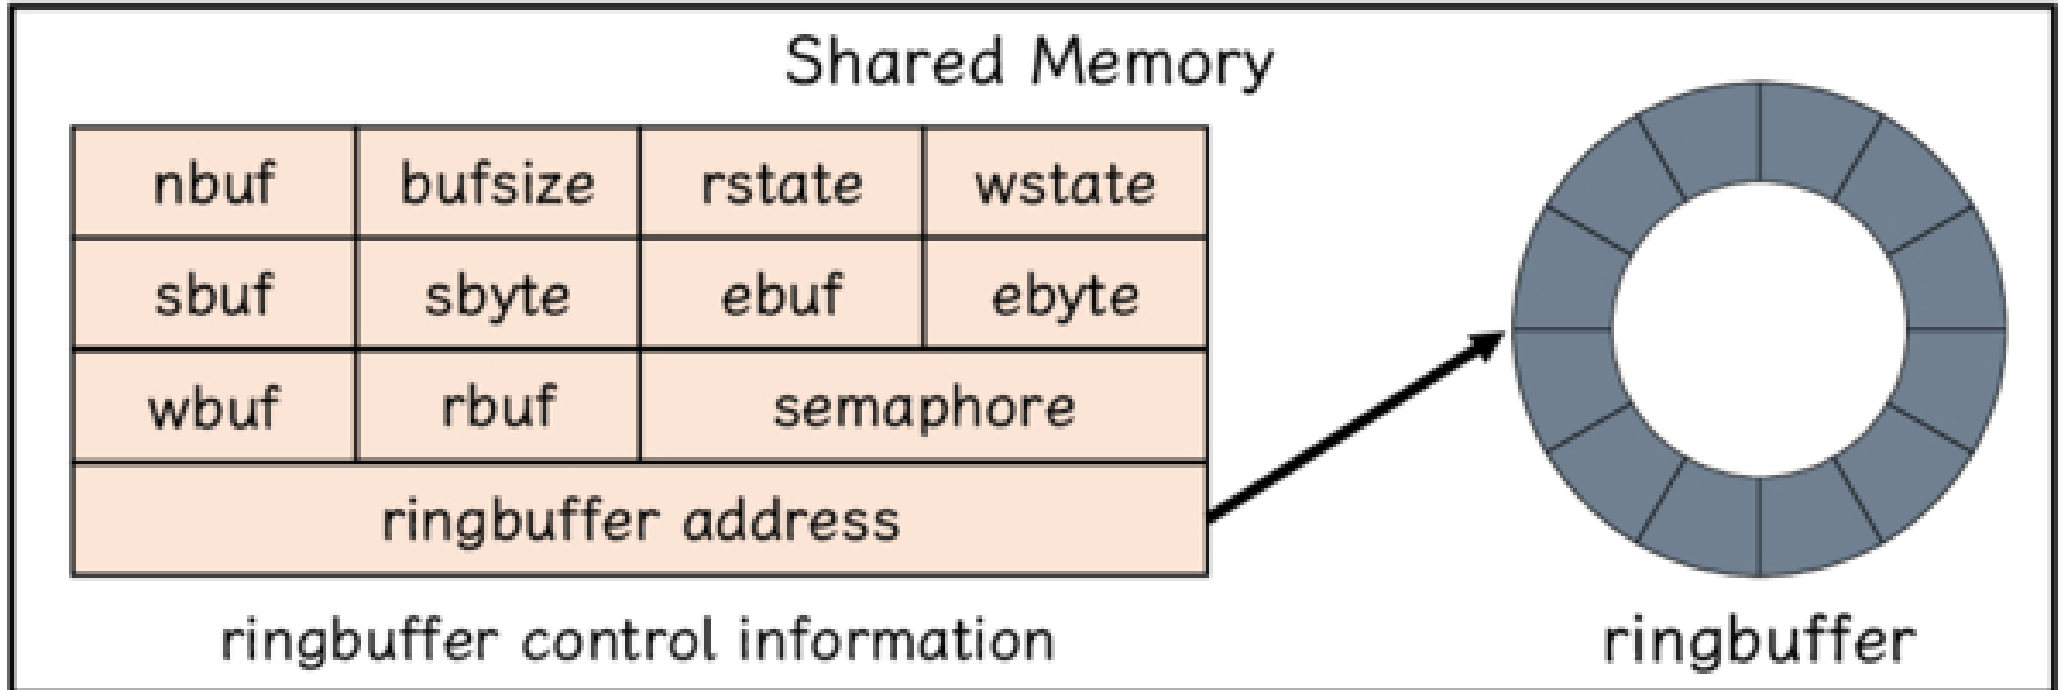 Shared Memory
nbuf bufsize rstate wstate
sbuf sbyte ebuf ebyte
wbuf rbuf semaphore
ringbuffer address
ringbuffer control information
ringbuffer